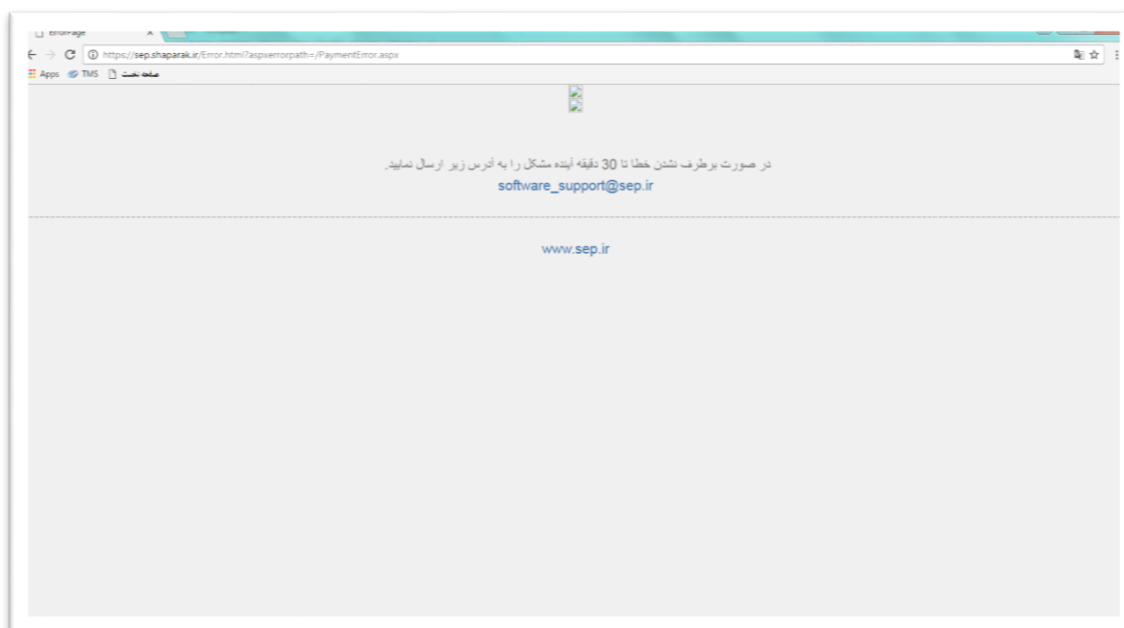 ErrorPage
https://sep.shaparak.ir/Error.html?aspxerrorpath=/PaymentError.aspx
Apps TMS صفحه نخست
در صورت برطرف نشدن خطا تا 30 دقیقه آینده مشکل را به آدرس زیر ارسال نمایید.
software_support@sep.ir
www.sep.ir